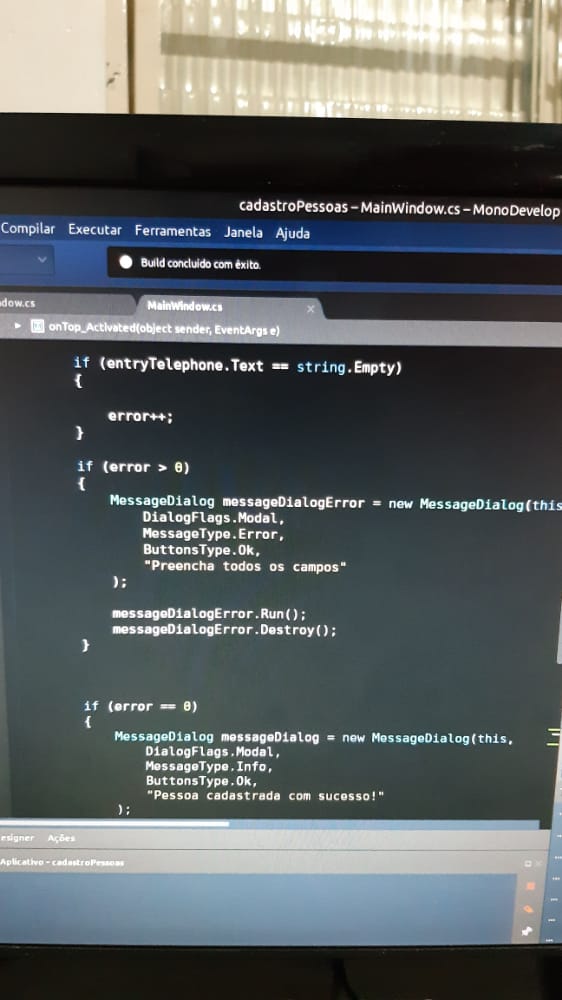 cadastroPessoas – MainWindow.cs – MonoDevelop
Compilar Executar Ferramentas Janela Ajuda
Build concluído com êxito.
dow.cs MainWindow.cs
onTop_Activated(object sender, EventArgs e)
if (entryTelephone.Text == string.Empty)
{
error++;
}
if (error > 0)
{
MessageDialog messageDialogError = new MessageDialog(this
DialogFlags.Modal,
MessageType.Error,
ButtonsType.Ok,
"Preencha todos os campos"
);
messageDialogError.Run();
messageDialogError.Destroy();
}
if (error == 0)
{
MessageDialog messageDialog = new MessageDialog(this,
DialogFlags.Modal,
MessageType.Info,
ButtonsType.Ok,
"Pessoa cadastrada com sucesso!"
);
esigner Ações
Aplicativo – cadastroPessoas